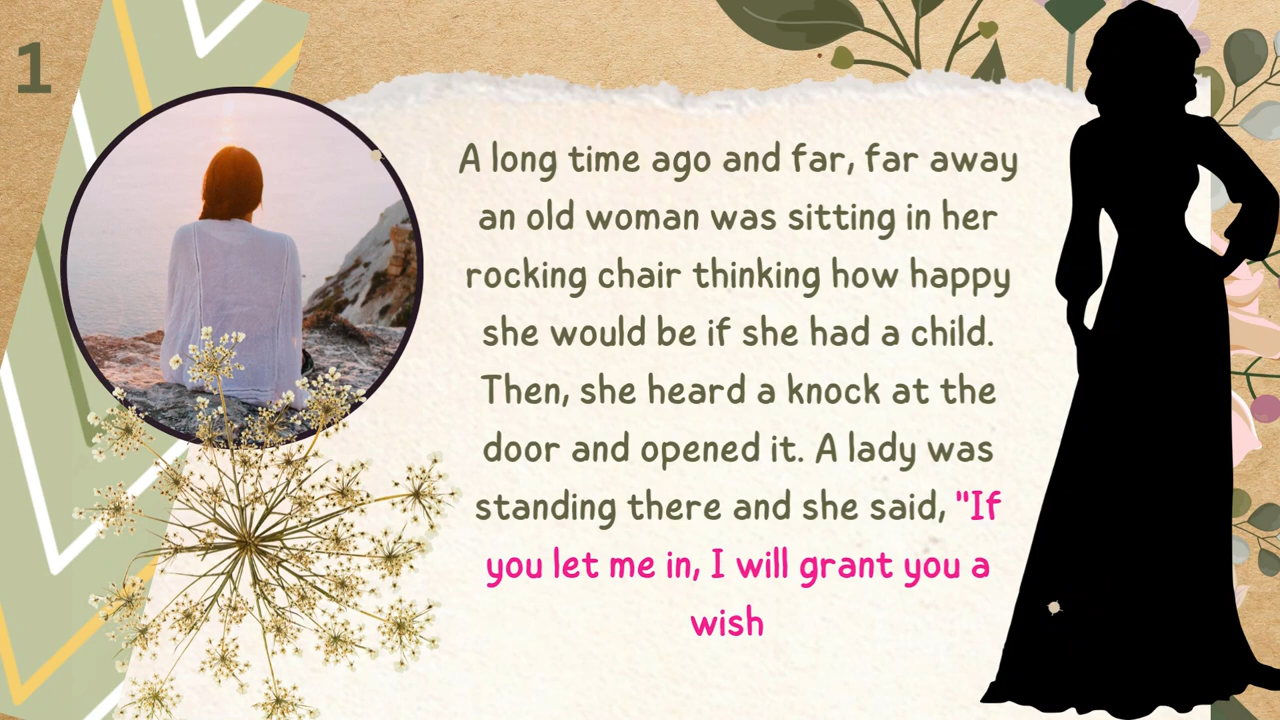 1
A long time ago and far, far away
an old woman was sitting in her
rocking chair thinking how happy
she would be if she had a child.
Then, she heard a knock at the
door and opened it. A lady was
standing there and she said, "If
you let me in, I will grant you a
wish